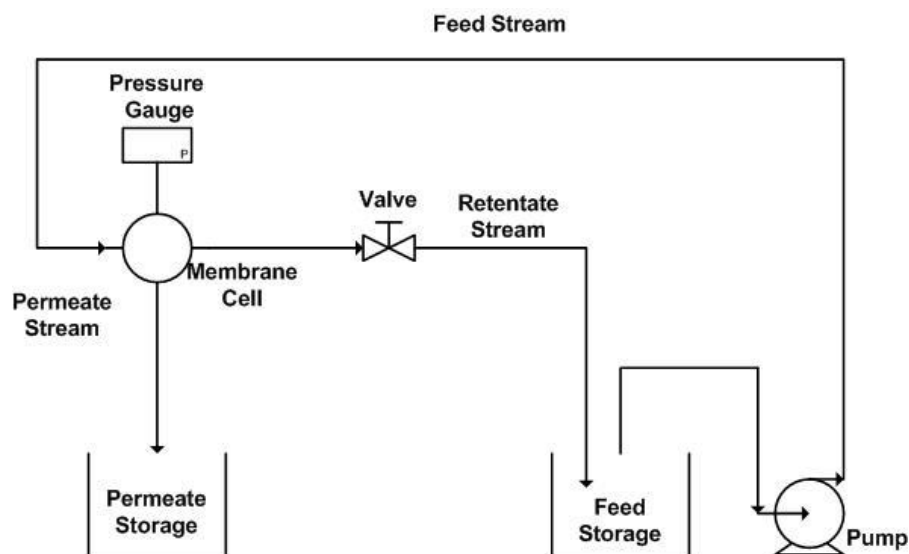 Feed Stream
Pressure
Gauge
P
Valve
Retentate
Stream
Membrane
Cell
Permeate
Stream
Permeate
Storage
Feed
Storage
Pump